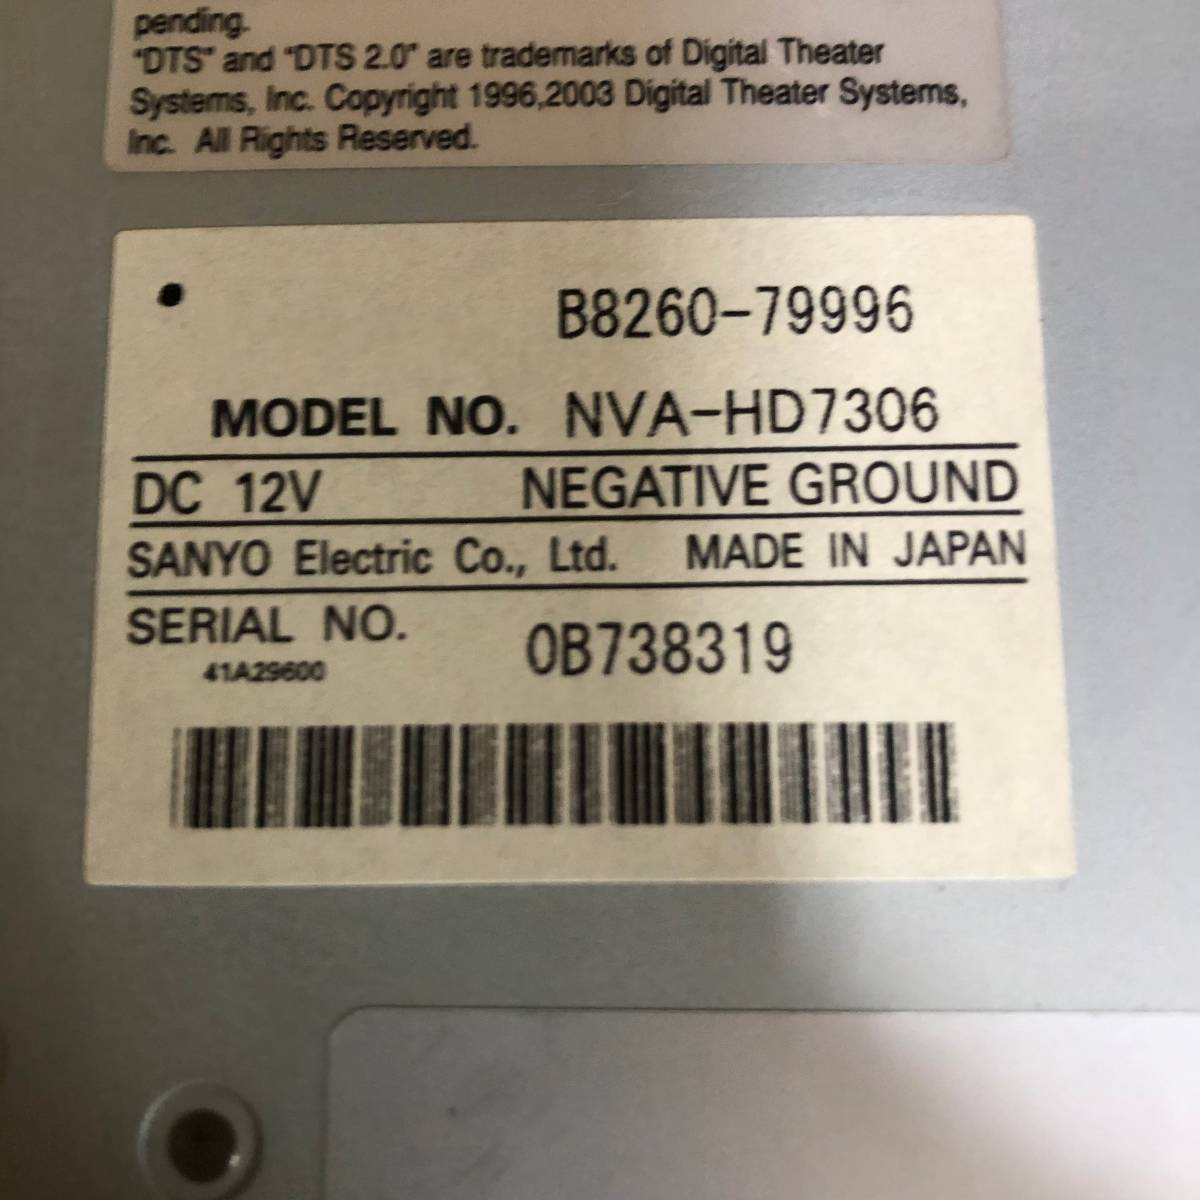 pending.
"DTS" and "DTS 2.0" are trademarks of Digital Theater
Systems, Inc. Copyright 1996,2003 Digital Theater Systems,
Inc. All Rights Reserved.
B8260-79996
MODEL NO. NVA-HD7306
DC 12V NEGATIVE GROUND
SANYO Electric Co., Ltd. MADE IN JAPAN
SERIAL NO. 0B738319
41A29600